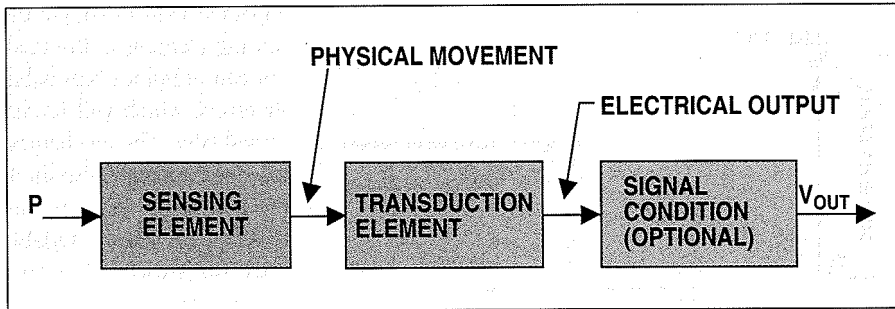 PHYSICAL MOVEMENT
ELECTRICAL OUTPUT
P
SENSING
ELEMENT
TRANSDUCTION
ELEMENT
SIGNAL
CONDITION
(OPTIONAL)
VOUT